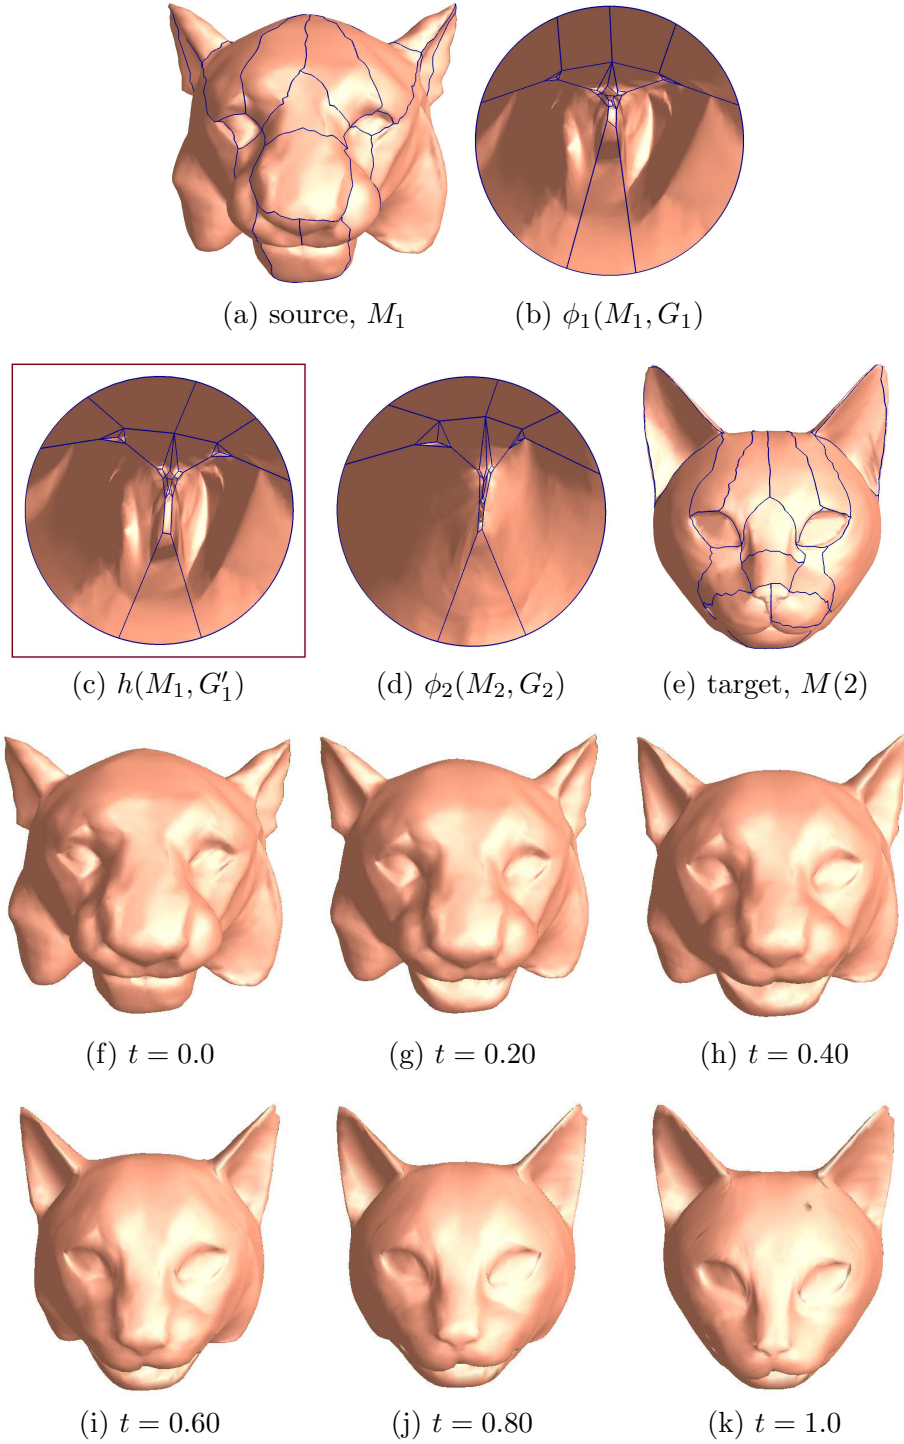 (a) source, $M_1$
(b) $\phi_1(M_1, G_1)$
(c) $h(M_1, G'_1)$
(d) $\phi_2(M_2, G_2)$
(e) target, $M(2)$
(f) $t = 0.0$
(g) $t = 0.20$
(h) $t = 0.40$
(i) $t = 0.60$
(j) $t = 0.80$
(k) $t = 1.0$